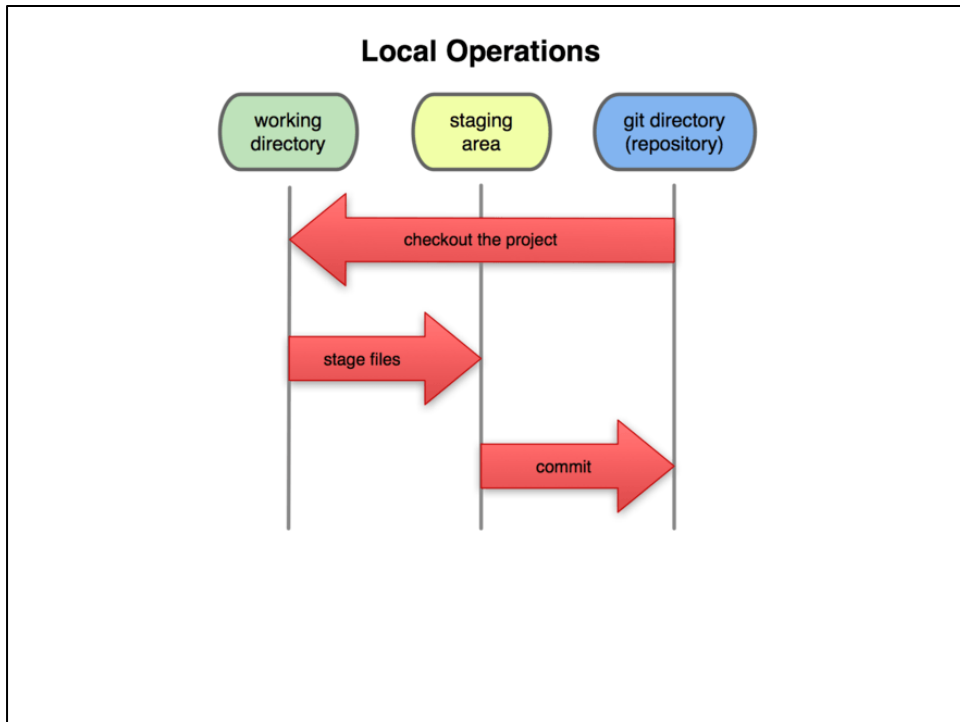 Local Operations
working
directory
staging
area
git directory
(repository)
checkout the project
stage files
commit